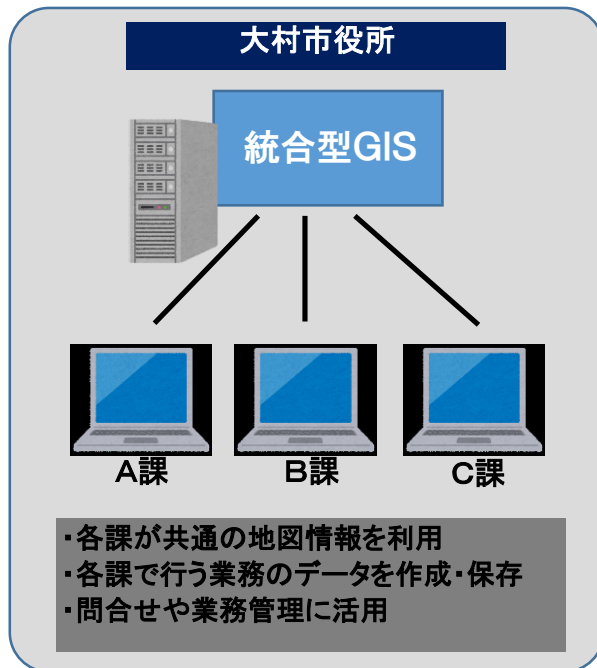 大村市役所
統合型GIS
A課
B課
C課
・各課が共通の地図情報を利用
・各課で行う業務のデータを作成・保存
・問合せや業務管理に活用